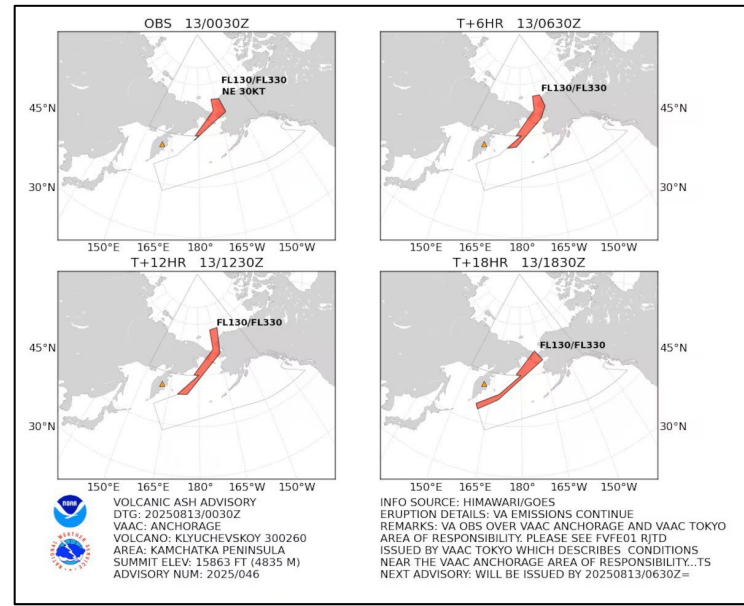 OBS 13/0030Z
FL130/FL330
NE 30KT
45°N
30°N
150°E 165°E 180° 165°W 150°W
T+6HR 13/0630Z
FL130/FL330
45°N
30°N
150°E 165°E 180° 165°W 150°W
T+12HR 13/1230Z
FL130/FL330
45°N
30°N
150°E 165°E 180° 165°W 150°W
T+18HR 13/1830Z
FL130/FL330
45°N
30°N
150°E 165°E 180° 165°W 150°W
NOAA
NATIONAL WEATHER SERVICE
VOLCANIC ASH ADVISORY
DTG: 20250813/0030Z
VAAC: ANCHORAGE
VOLCANO: KLYUCHEVSKOY 300260
AREA: KAMCHATKA PENINSULA
SUMMIT ELEV: 15863 FT (4835 M)
ADVISORY NUM: 2025/046
INFO SOURCE: HIMAWARI/GOES
ERUPTION DETAILS: VA EMISSIONS CONTINUE
REMARKS: VA OBS OVER VAAC ANCHORAGE AND VAAC TOKYO
AREA OF RESPONSIBILITY. PLEASE SEE FVFE01 RJTD
ISSUED BY VAAC TOKYO WHICH DESCRIBES CONDITIONS
NEAR THE VAAC ANCHORAGE AREA OF RESPONSIBILITY...TS
NEXT ADVISORY: WILL BE ISSUED BY 20250813/0630Z=